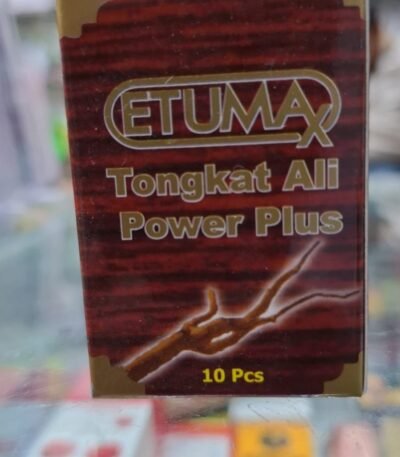 ETUMAX
Tongkat Ali
Power Plus
10 Pcs